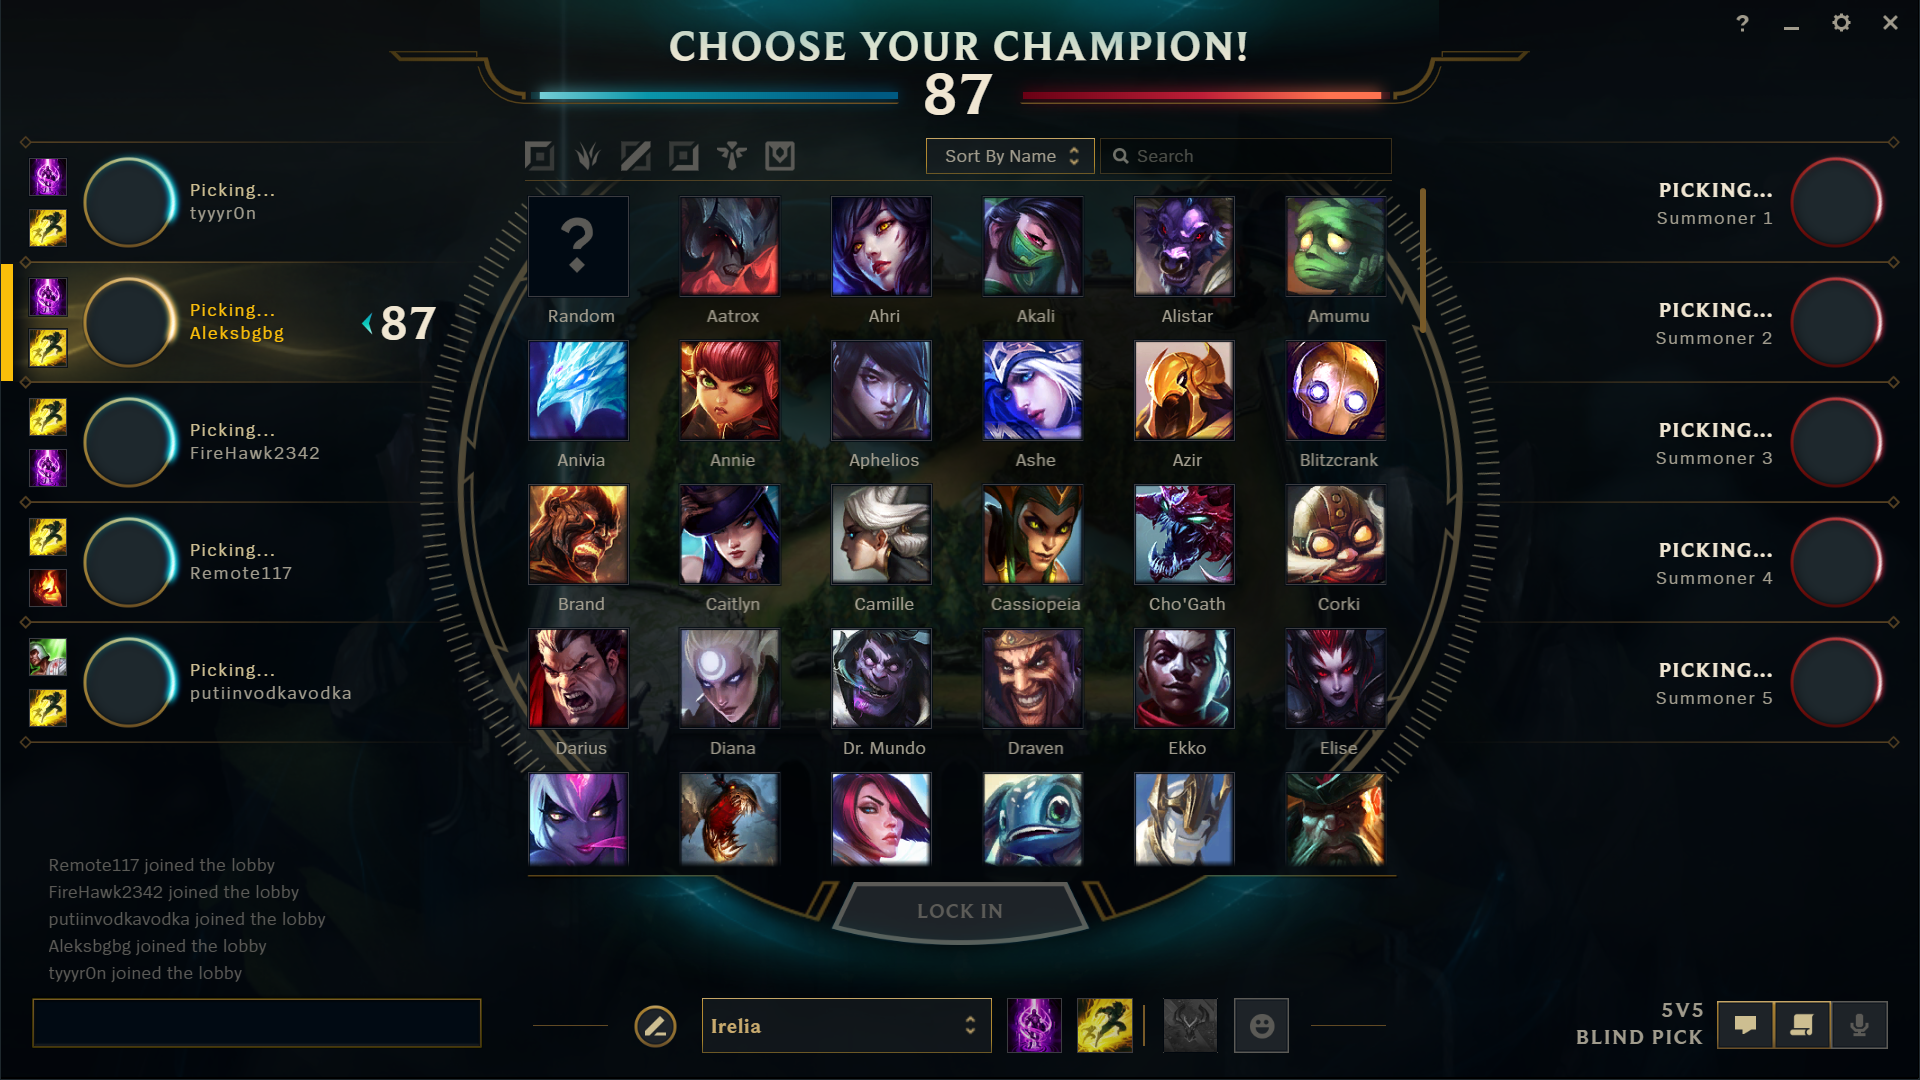 CHOOSE YOUR CHAMPION!
87
?
Sort By Name
Search
Picking...
tyyyr0n
Picking...
Aleksbgbg
87
Picking...
FireHawk2342
Picking...
Remote117
Picking...
putiinvodkavodka
?
Random
Aatrox
Ahri
Akali
Alistar
Amumu
Anivia
Annie
Aphelios
Ashe
Azir
Blitzcrank
Brand
Caitlyn
Camille
Cassiopeia
Cho'Gath
Corki
Darius
Diana
Dr. Mundo
Draven
Ekko
Elise
PICKING...
Summoner 1
PICKING...
Summoner 2
PICKING...
Summoner 3
PICKING...
Summoner 4
PICKING...
Summoner 5
Remote117 joined the lobby
FireHawk2342 joined the lobby
putiinvodkavodka joined the lobby
Aleksbgbg joined the lobby
tyyyr0n joined the lobby
LOCK IN
Irelia
5V5
BLIND PICK